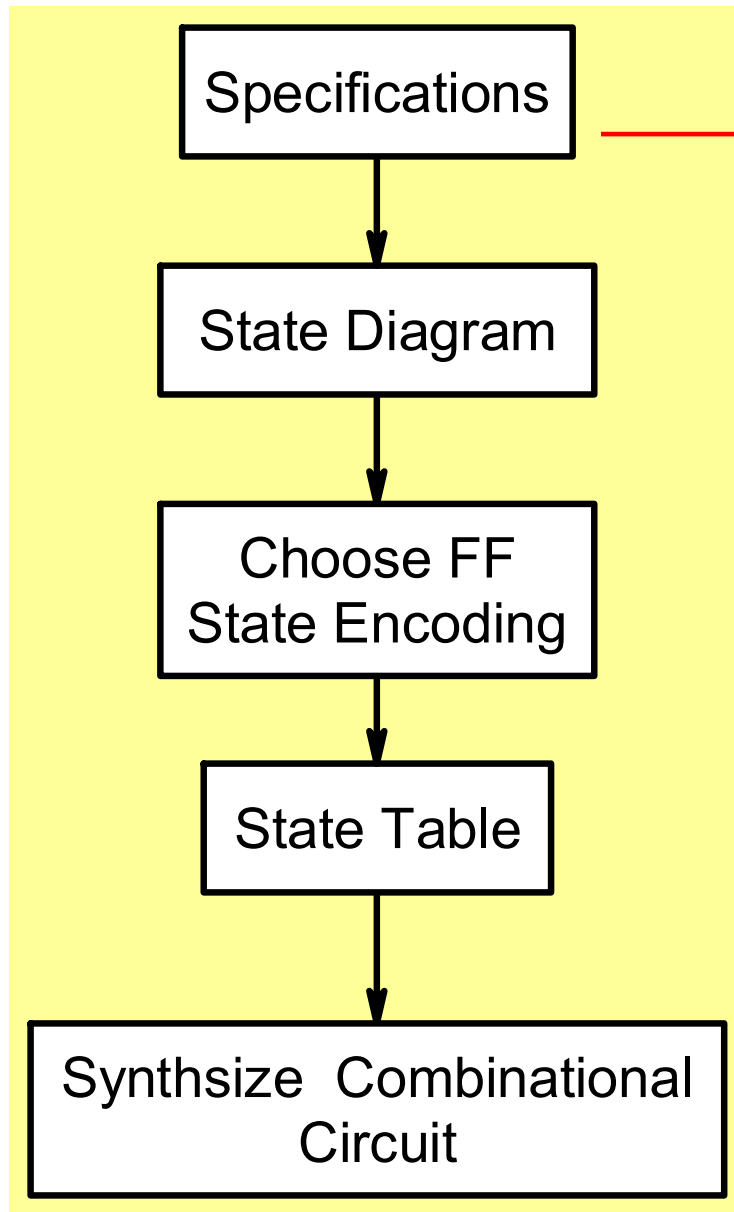 Specifications
State Diagram
Choose FF
State Encoding
State Table
Synthsize Combinational
Circuit